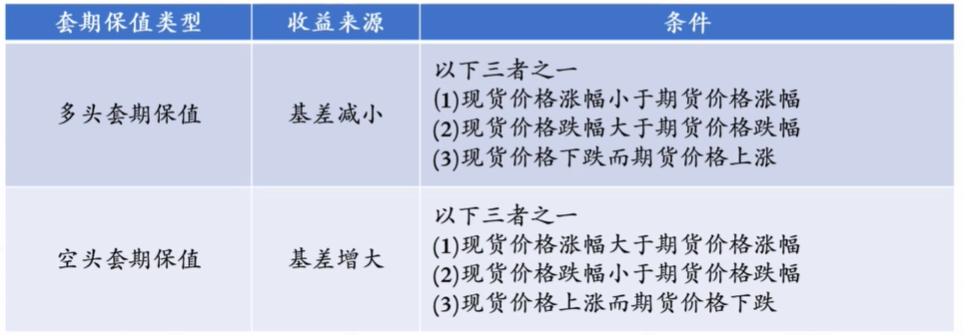 套期保值类型 收益来源 条件
多头套期保值 基差减小 以下三者之一
(1)现货价格涨幅小于期货价格涨幅
(2)现货价格跌幅大于期货价格跌幅
(3)现货价格下跌而期货价格上涨
空头套期保值 基差增大 以下三者之一
(1)现货价格涨幅大于期货价格涨幅
(2)现货价格跌幅小于期货价格跌幅
(3)现货价格上涨而期货价格下跌